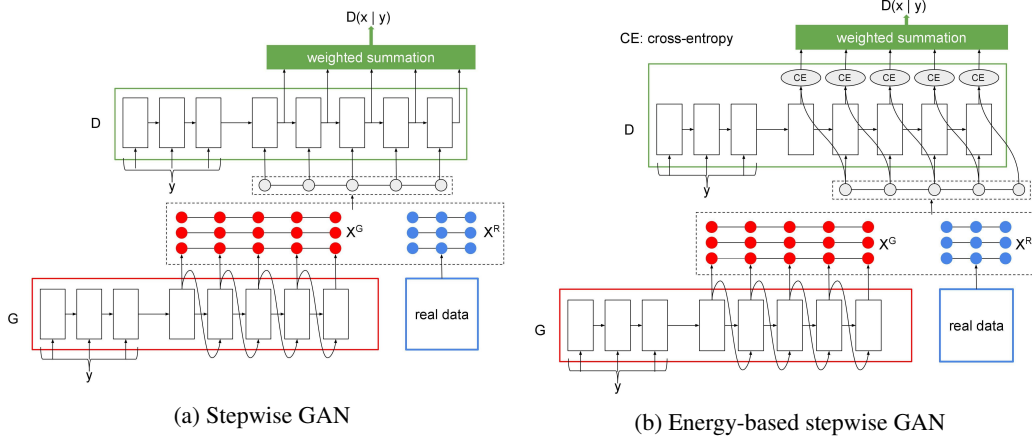 D(x | y)
weighted summation
D
y
X^G
X^R
G
real data
y
(a) Stepwise GAN
D(x | y)
CE: cross-entropy
weighted summation
CE CE CE CE CE
D
y
X^G
X^R
G
real data
y
(b) Energy-based stepwise GAN